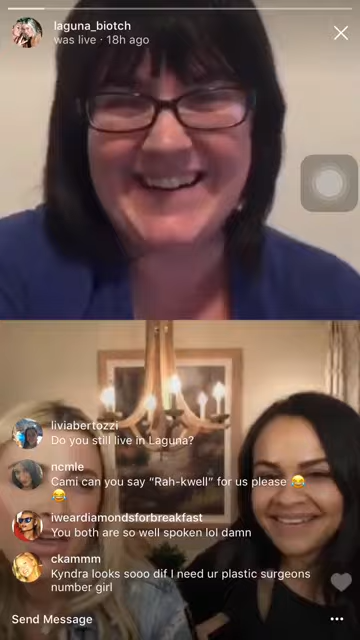 laguna_biotch
was live · 18h ago
liviabertozzi
Do you still live in Laguna?
ncmle
Cami can you say “Rah-kwell” for us please 😂
😂
iweardiamondsforbreakfast
You both are so well spoken lol damn
ckammm
Kyndra looks sooo dif I need ur plastic surgeons
number girl
Send Message